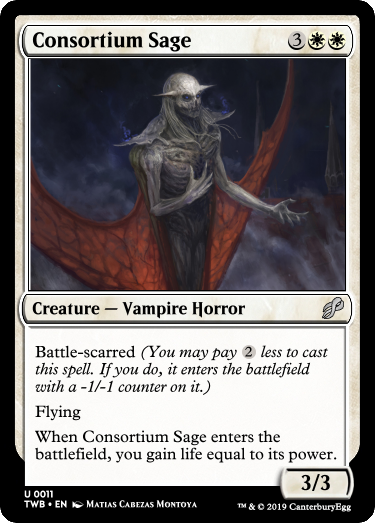 Consortium Sage 3
Creature — Vampire Horror
Battle-scarred (You may pay 2 less to cast
this spell. If you do, it enters the battlefield
with a -1/-1 counter on it.)
Flying
When Consortium Sage enters the
battlefield, you gain life equal to its power.
3/3
U 0011
TWB • EN Matias Cabezas Montoya
™ & © 2019 CanterburyEgg